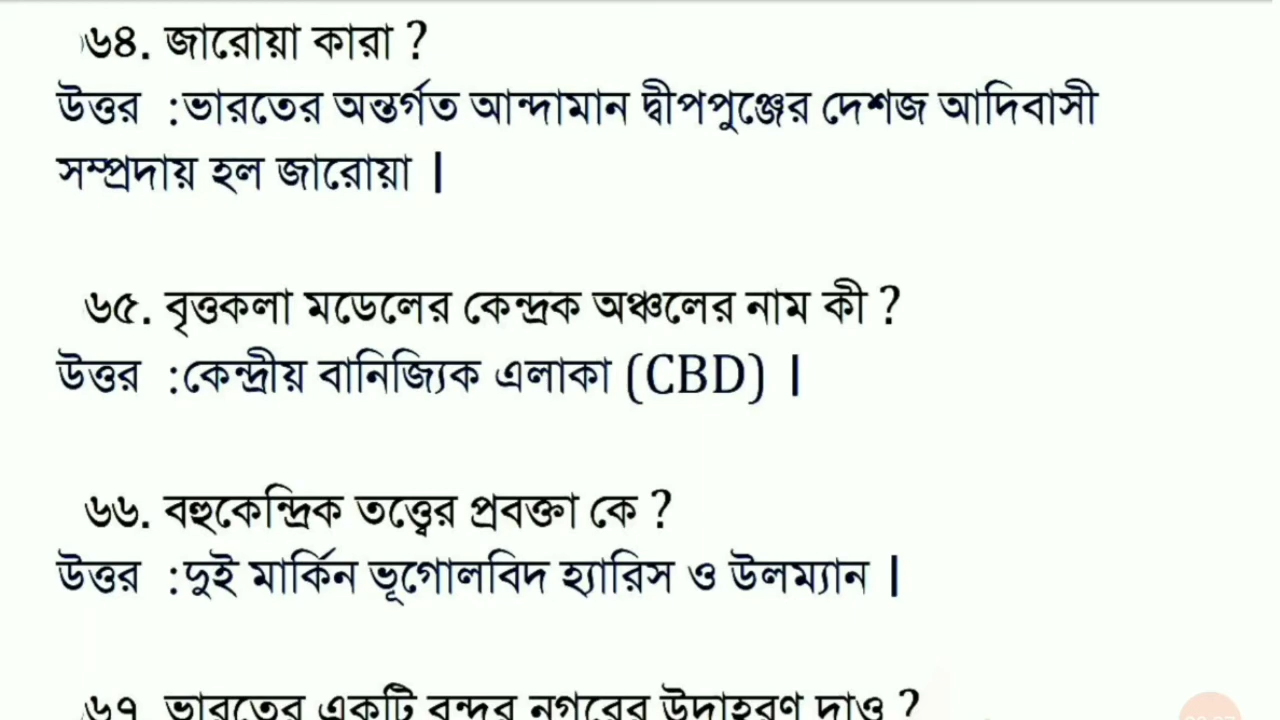 ৬৪. জারোয়া কারা ?
উত্তর :ভারতের অন্তর্গত আন্দামান দ্বীপপুঞ্জের দেশজ আদিবাসী
সম্প্রদায় হল জারোয়া |
৬৫. বৃত্তকলা মডেলের কেন্দ্রক অঞ্চলের নাম কী ?
উত্তর :কেন্দ্রীয় বানিজ্যিক এলাকা (CBD) |
৬৬. বহুকেন্দ্রিক তত্ত্বের প্রবক্তা কে ?
উত্তর :দুই মার্কিন ভূগোলবিদ হ্যারিস ও উলম্যান |
৬৭. ভারতের একটি বন্দর নগরের উদাহরণ দাও ?